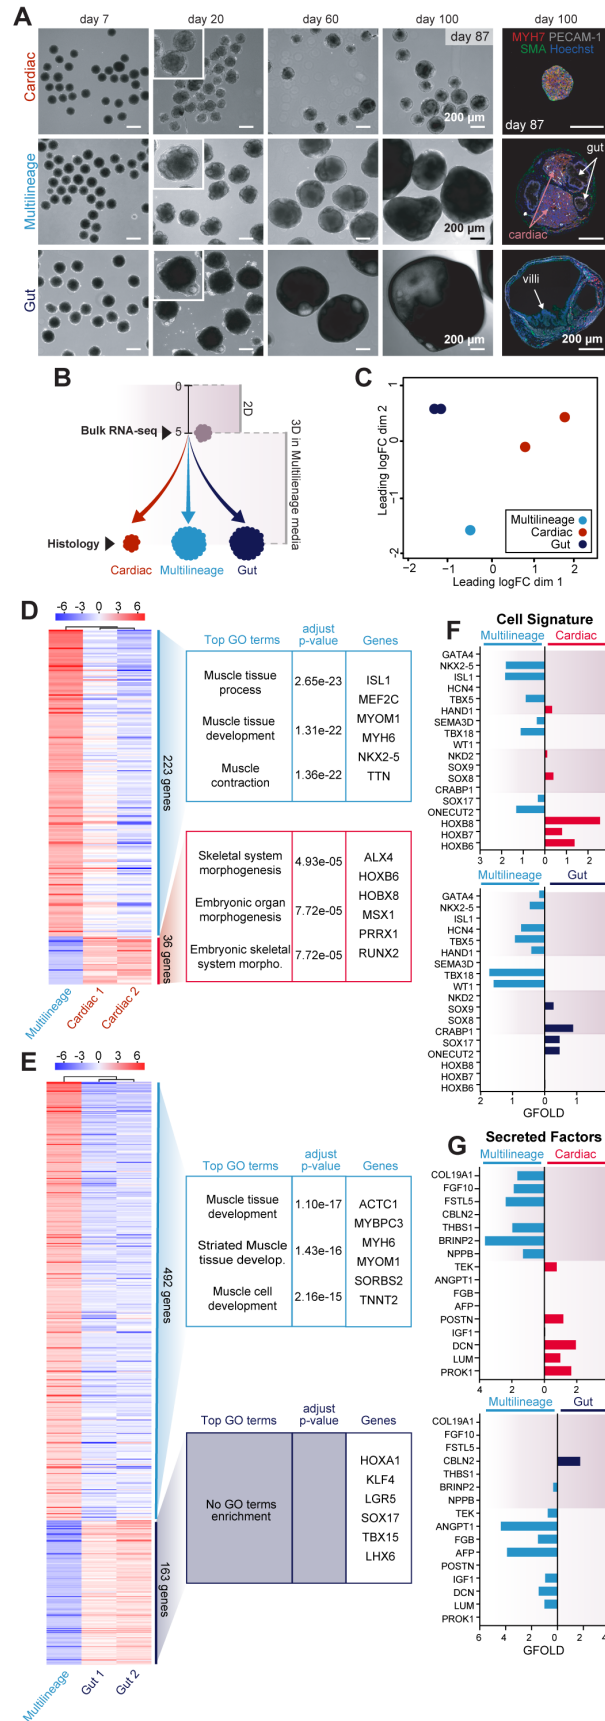 A
day 7
day 20
day 60
day 100
day 100
Cardiac
day 87
200 µm
MYH7 PECAM-1
SMA Hoechst
day 87
Multilineage
200 µm
gut
cardiac
Gut
200 µm
villi
200 µm
B
0
2D
Bulk RNA-seq
5
3D in Multilienage media
Histology
Cardiac
Multilineage
Gut
C
Leading logFC dim 2
1
0
−1
−2
−2
−1
0
1
2
Leading logFC dim 1
Multilineage
Cardiac
Gut
D
-6
-3
3
6
223 genes
36 genes
Multilineage
Cardiac 1
Cardiac 2
Top GO terms
adjust
p-value
Genes
Muscle tissue
process
2.65e-23
Muscle tissue
development
1.31e-22
Muscle
contraction
1.36e-22
ISL1
MEF2C
MYOM1
MYH6
NKX2-5
TTN
Skeletal system
morphogenesis
4.93e-05
Embryonic organ
morphogenesis
7.72e-05
Embryonic skeletal
system morpho.
7.72e-05
ALX4
HOXB6
HOBX8
MSX1
PRRX1
RUNX2
E
-6
-3
3
6
492 genes
163 genes
Multilineage
Gut 1
Gut 2
Top GO terms
adjust
p-value
Genes
Muscle tissue
development
1.10e-17
Striated Muscle
tissue develop.
1.43e-16
Muscle cell
development
2.16e-15
ACTC1
MYBPC3
MYH6
MYOM1
SORBS2
TNNT2
Top GO terms
adjust
p-value
Genes
No GO terms
enrichment
HOXA1
KLF4
LGR5
SOX17
TBX15
LHX6
F
Cell Signature
Multilineage
Cardiac
GATA4
NKX2-5
ISL1
HCN4
TBX5
HAND1
SEMA3D
TBX18
WT1
NKD2
SOX9
SOX8
CRABP1
SOX17
ONECUT2
HOXB8
HOXB7
HOXB6
3
2
1
0
1
2
Multilineage
Gut
GATA4
NKX2-5
ISL1
HCN4
TBX5
HAND1
SEMA3D
TBX18
WT1
NKD2
SOX9
SOX8
CRABP1
SOX17
ONECUT2
HOXB8
HOXB7
HOXB6
2
1
0
1
GFOLD
G
Secreted Factors
Multilineage
Cardiac
COL19A1
FGF10
FSTL5
CBLN2
THBS1
BRINP2
NPPB
TEK
ANGPT1
FGB
AFP
POSTN
IGF1
DCN
LUM
PROK1
4
2
0
2
Multilineage
Gut
COL19A1
FGF10
FSTL5
CBLN2
THBS1
BRINP2
NPPB
TEK
ANGPT1
FGB
AFP
POSTN
IGF1
DCN
LUM
PROK1
6
4
2
0
2
4
GFOLD